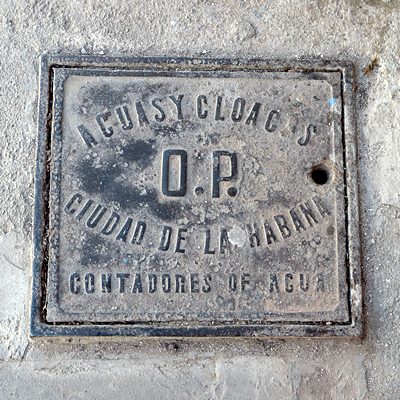 AGUAS Y CLOACAS
O.P.
CIUDAD DE LA HABANA
CONTADORES DE AGUA